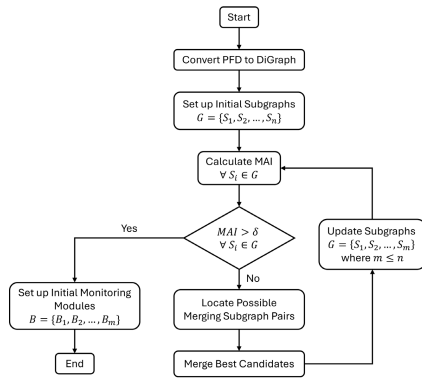 Start
Convert PFD to DiGraph
Set up Initial Subgraphs
G = {S₁, S₂, …, Sₙ}
Calculate MAI
∀ Sᵢ ∈ G
MAI > δ
∀ Sᵢ ∈ G
Yes
No
Set up Initial Monitoring
Modules
B = {B₁, B₂, …, Bₘ}
End
Locate Possible
Merging Subgraph Pairs
Merge Best Candidates
Update Subgraphs
G = {S₁, S₂, …, Sₘ}
where m ≤ n